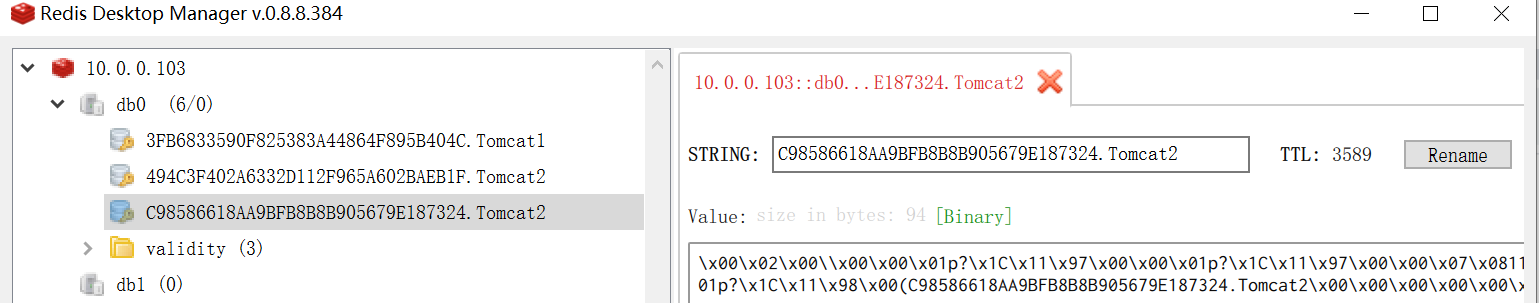 Redis Desktop Manager v.0.8.8.384
10.0.0.103
db0 (6/0)
3FB6833590F825383A44864F895B404C.Tomcat1
494C3F402A6332D112F965A602BAEB1F.Tomcat2
C98586618AA9BFB8B8B905679E187324.Tomcat2
validity (3)
db1 (0)
10.0.0.103::db0...E187324.Tomcat2
STRING: C98586618AA9BFB8B8B905679E187324.Tomcat2 TTL: 3589 Rename
Value: size in bytes: 94 [Binary]
\x00\x02\x00\\x00\x00\x01p?\x1C\x11\x97\x00\x00\x01p?\x1C\x11\x97\x00\x00\x07\x0811
01p?\x1C\x11\x98\x00(C98586618AA9BFB8B8B905679E187324.Tomcat2\x00\x00\x00\x00\x00\x